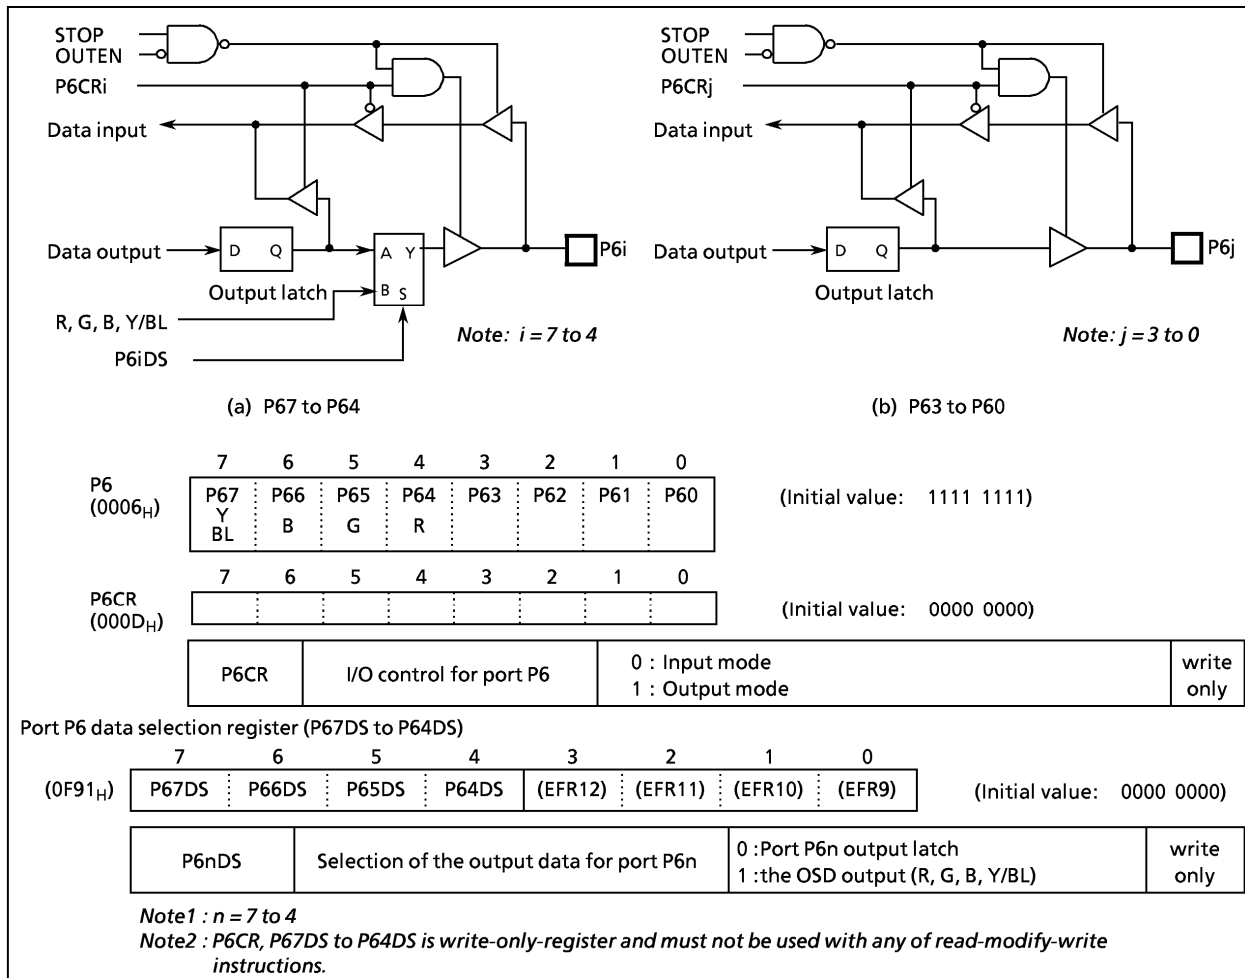 STOP
OUTEN
P6CRi
Data input
Data output
D Q
Output latch
A Y
B S
R, G, B, Y/BL
P6iDS
P6i
Note: i = 7 to 4
(a) P67 to P64
STOP
OUTEN
P6CRj
Data input
Data output
D Q
Output latch
P6j
Note: j = 3 to 0
(b) P63 to P60
7 6 5 4 3 2 1 0
P6 (0006H)
P67 P66 P65 P64 P63 P62 P61 P60
Y B G R
BL
(Initial value: 1111 1111)
7 6 5 4 3 2 1 0
P6CR (000DH)
(Initial value: 0000 0000)
P6CR I/O control for port P6
0 : Input mode
1 : Output mode
write only
Port P6 data selection register (P67DS to P64DS)
7 6 5 4 3 2 1 0
(0F91H) P67DS P66DS P65DS P64DS (EFR12) (EFR11) (EFR10) (EFR9) (Initial value: 0000 0000)
P6nDS Selection of the output data for port P6n
0 :Port P6n output latch
1 :the OSD output (R, G, B, Y/BL)
write only
Note1 : n = 7 to 4
Note2 : P6CR, P67DS to P64DS is write-only-register and must not be used with any of read-modify-write
instructions.